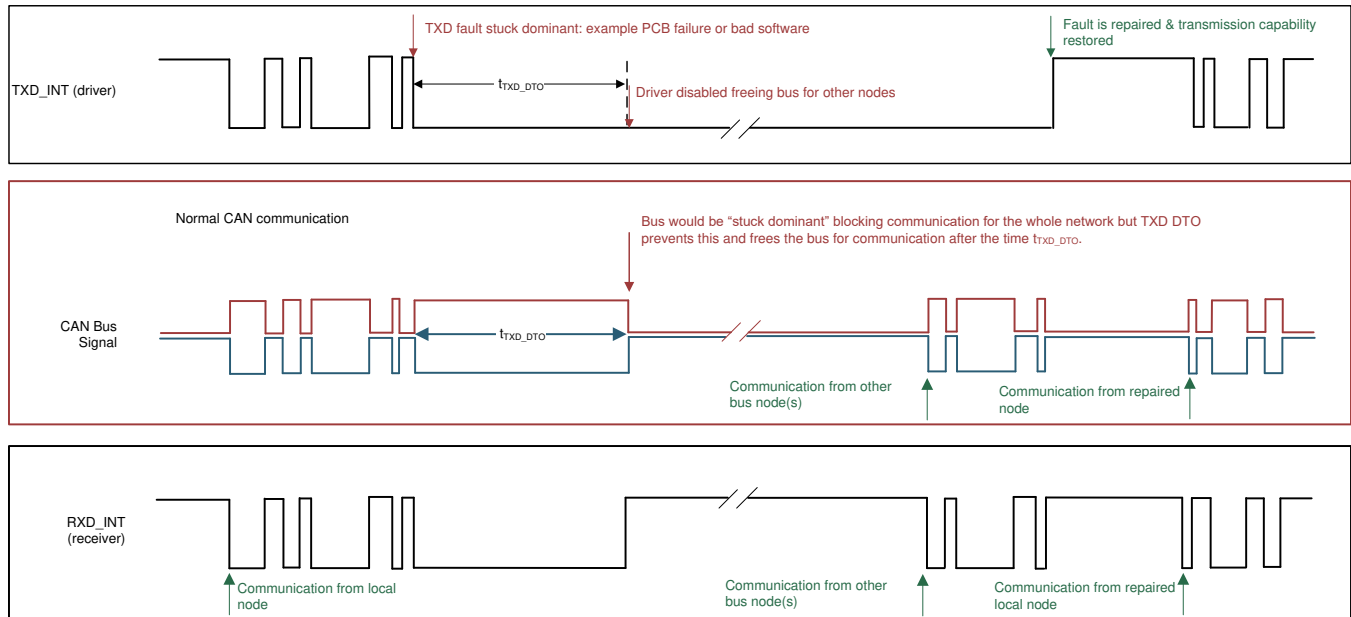 TXD fault stuck dominant: example PCB failure or bad software
Fault is repaired & transmission capability
restored
TXD_INT (driver)
tTXD_DTO
Driver disabled freeing bus for other nodes
Normal CAN communication
Bus would be “stuck dominant” blocking communication for the whole network but TXD DTO
prevents this and frees the bus for communication after the time tTXD_DTO.
CAN Bus
Signal
tTXD_DTO
Communication from other
bus node(s)
Communication from repaired
node
RXD_INT
(receiver)
Communication from local
node
Communication from other
bus node(s)
Communication from repaired
local node